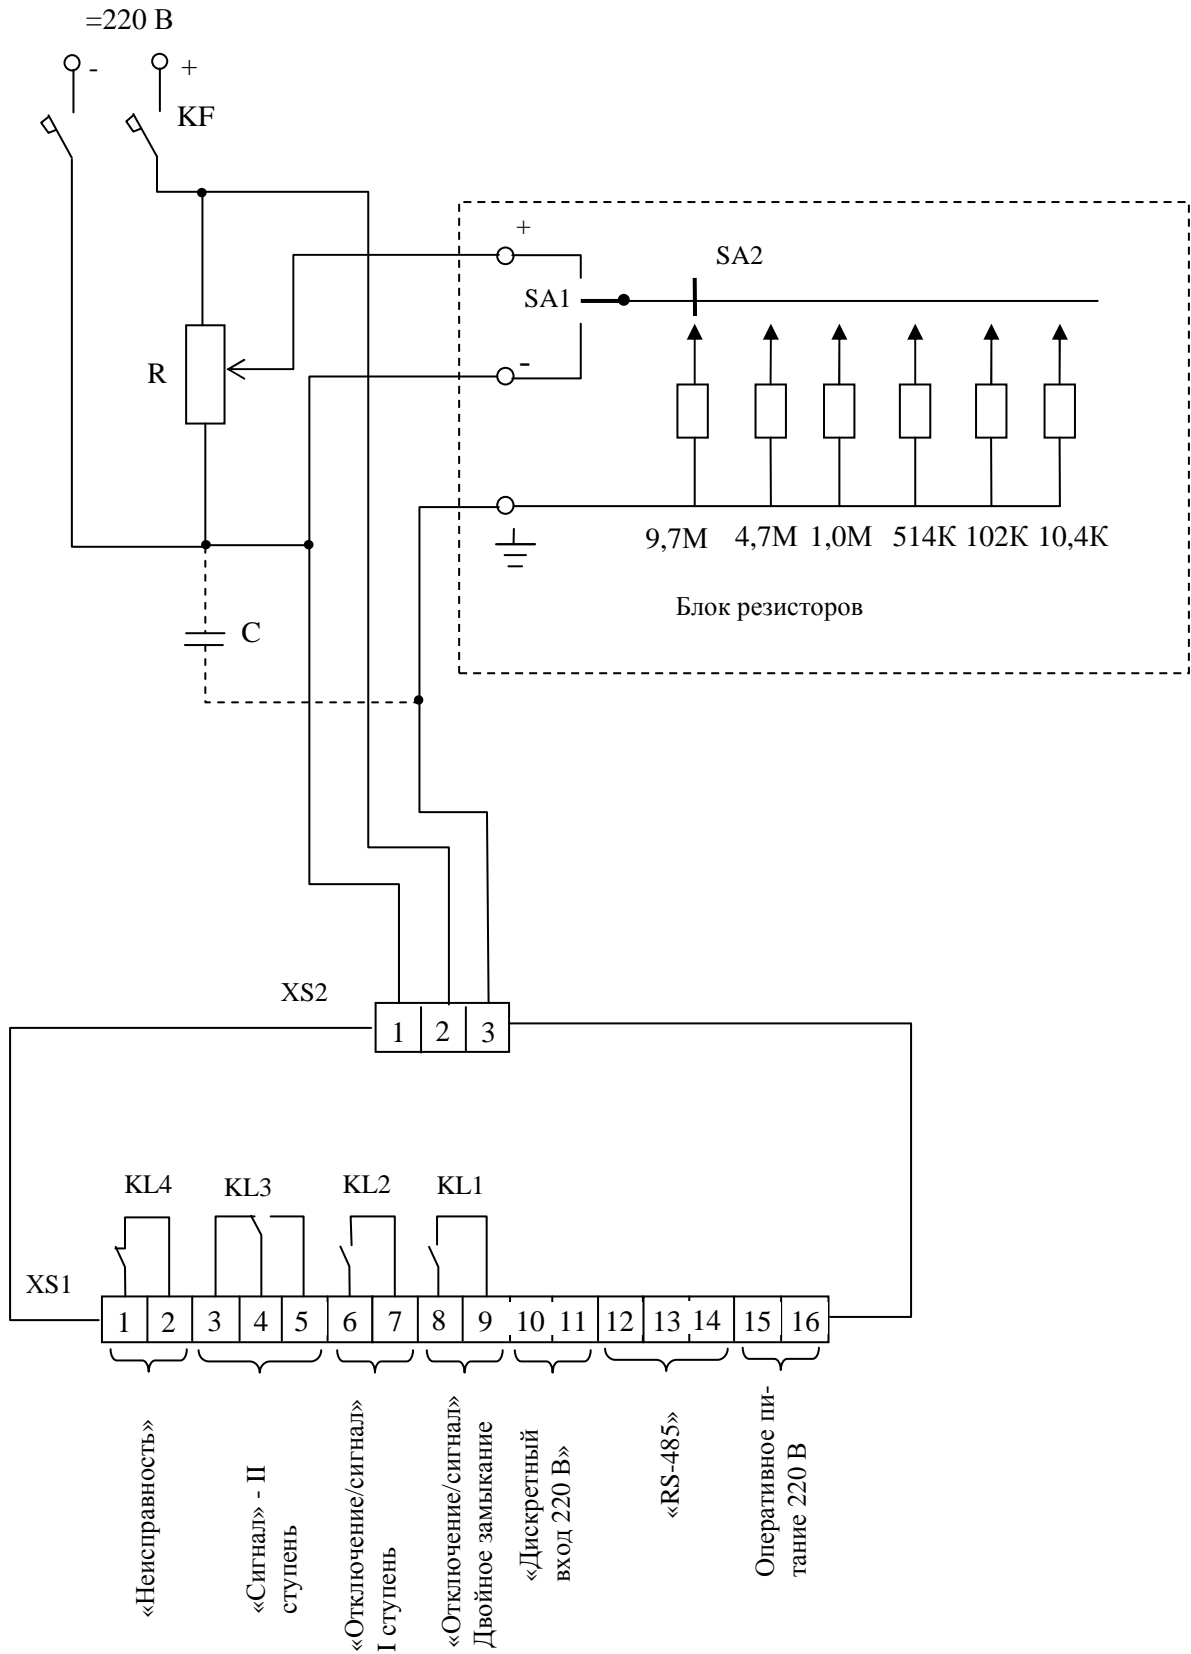 =220 В
- +
KF
+
SA2
SA1
R
-
9,7М 4,7М 1,0М 514К 102К 10,4К
Блок резисторов
C
XS2
1 2 3
KL4 KL3 KL2 KL1
XS1
1 2 3 4 5 6 7 8 9 10 11 12 13 14 15 16
«Неисправность»
«Сигнал» - II
ступень
«Отключение/сигнал»
I ступень
«Отключение/сигнал»
Двойное замыкание
«Дискретный
вход 220 В»
«RS-485»
Оперативное пи-
тание 220 В